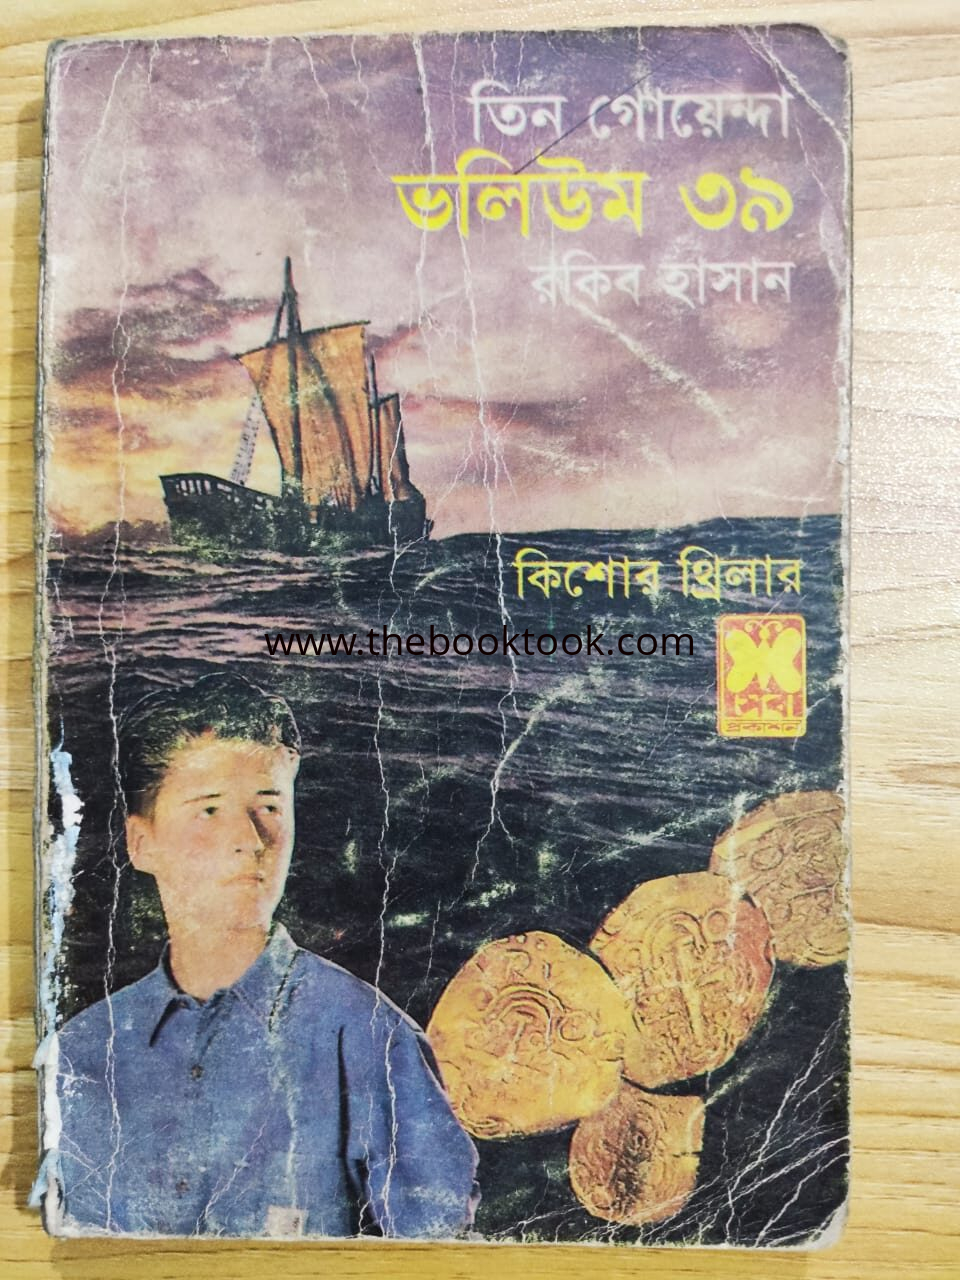 তিন গোয়েন্দা
ভলিউম ৩৯
রকিব হাসান
কিশোর থ্রিলার
www.thebooktook.com
সেবা
প্রকাশনী